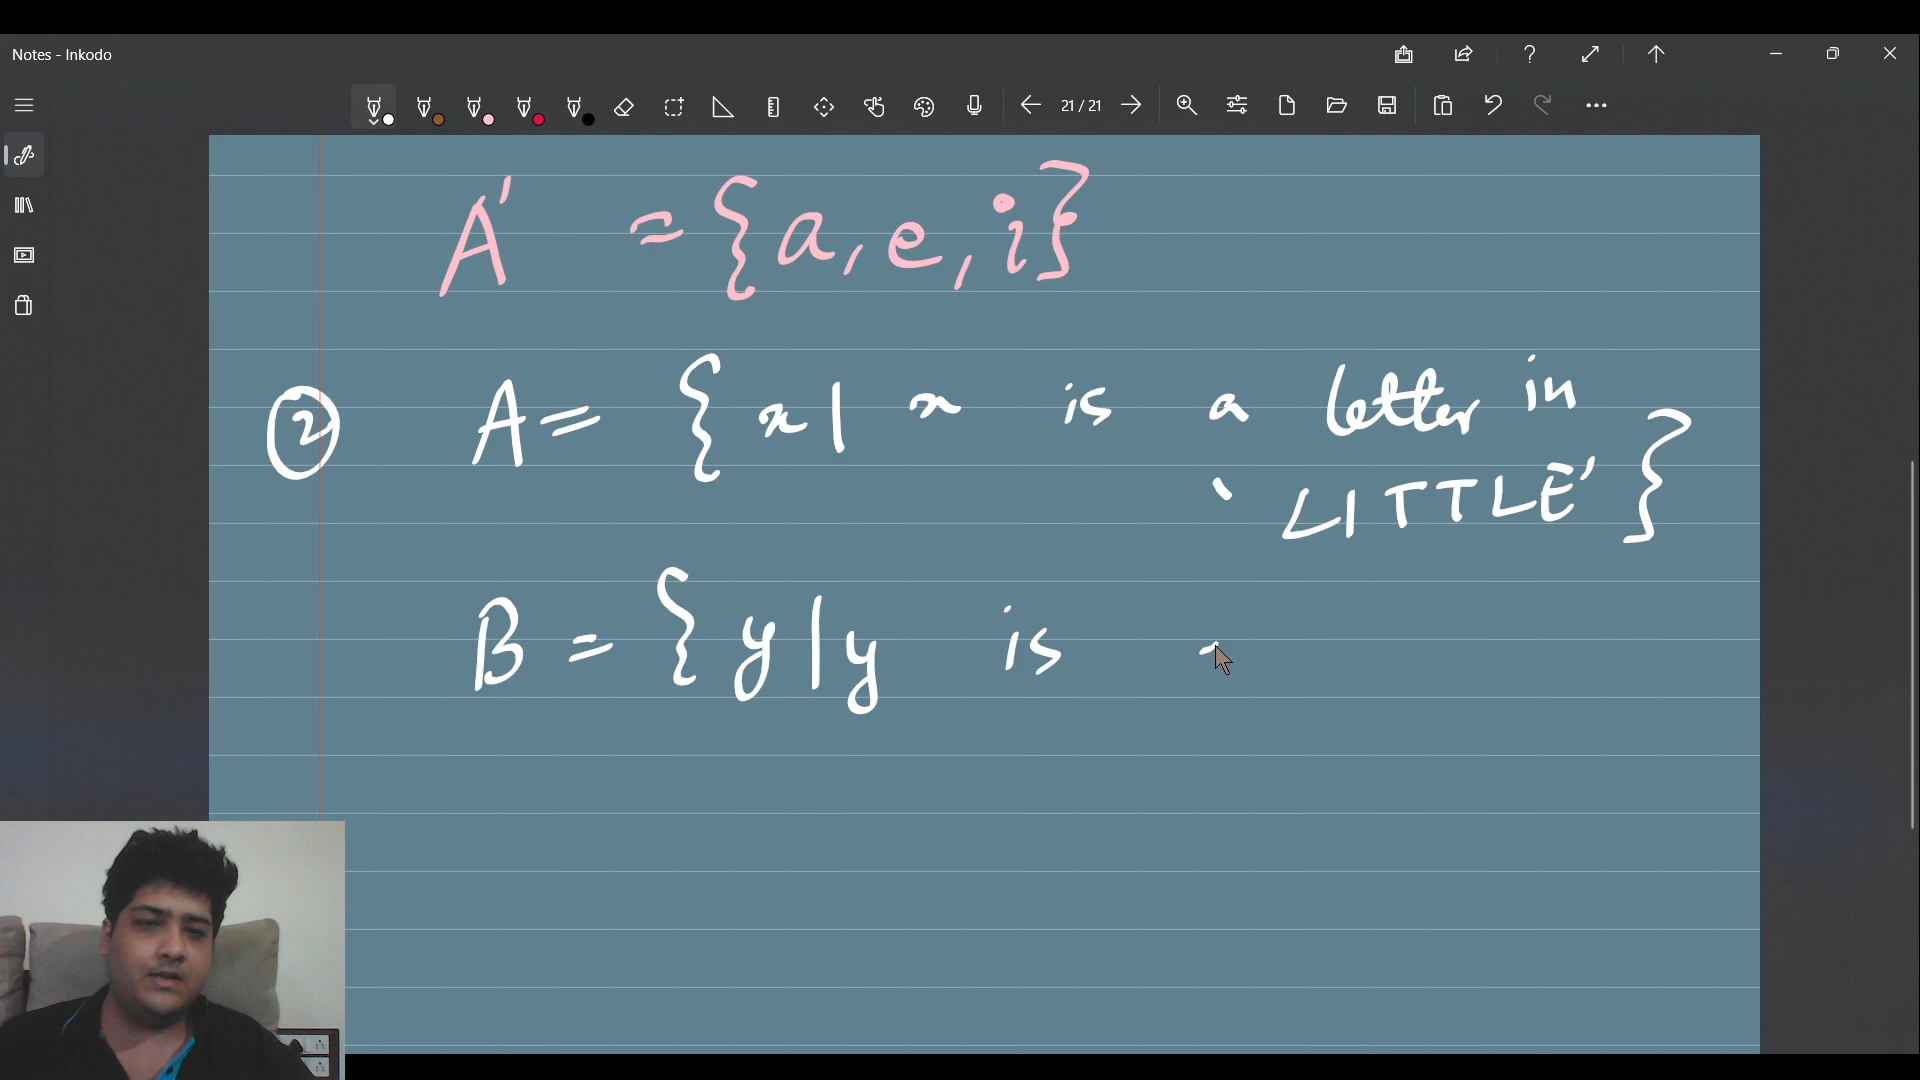 Notes - Inkodo
21 / 21
A' = {a, e, i}
② A = {x | x is a letter in
‘LITTLE’}
B = {y | y is